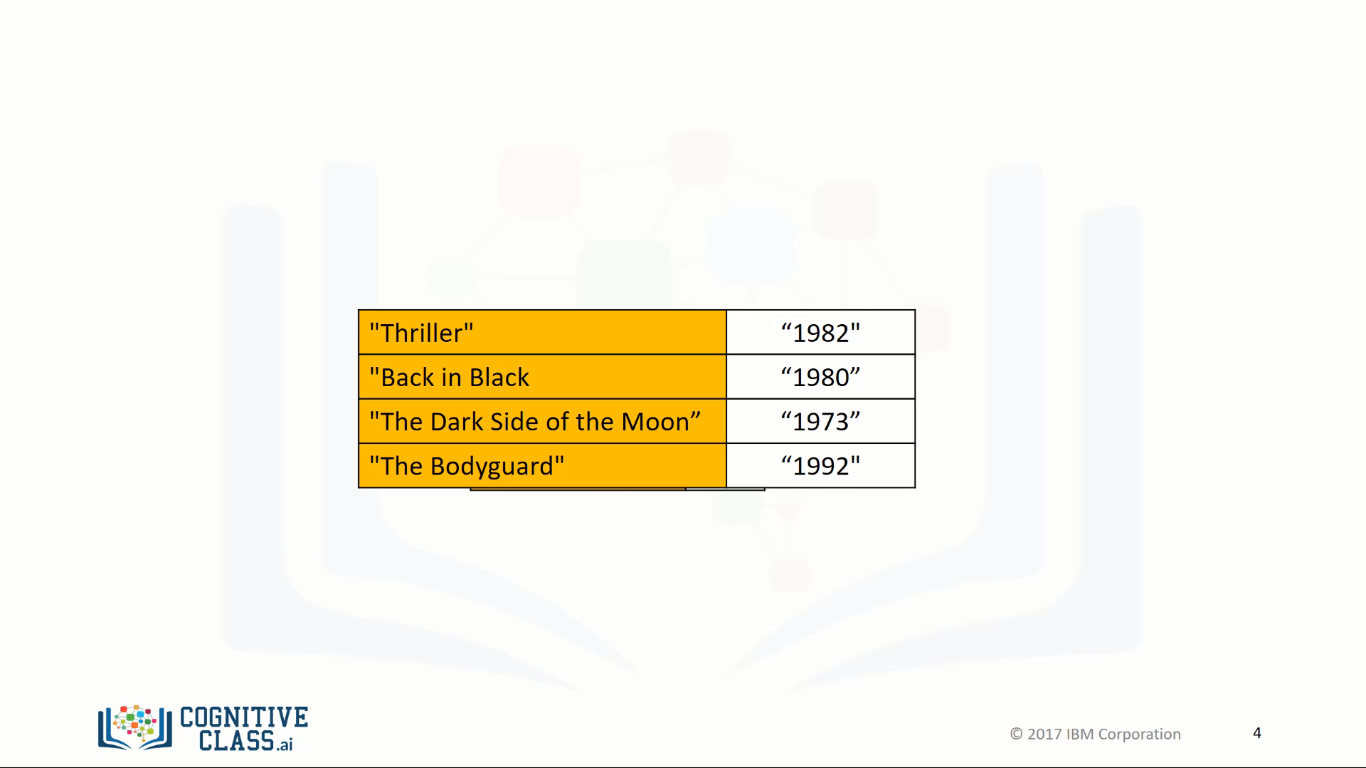 "Thriller" “1982"
"Back in Black “1980”
"The Dark Side of the Moon” “1973”
"The Bodyguard" “1992"
COGNITIVE
CLASS.ai
© 2017 IBM Corporation 4